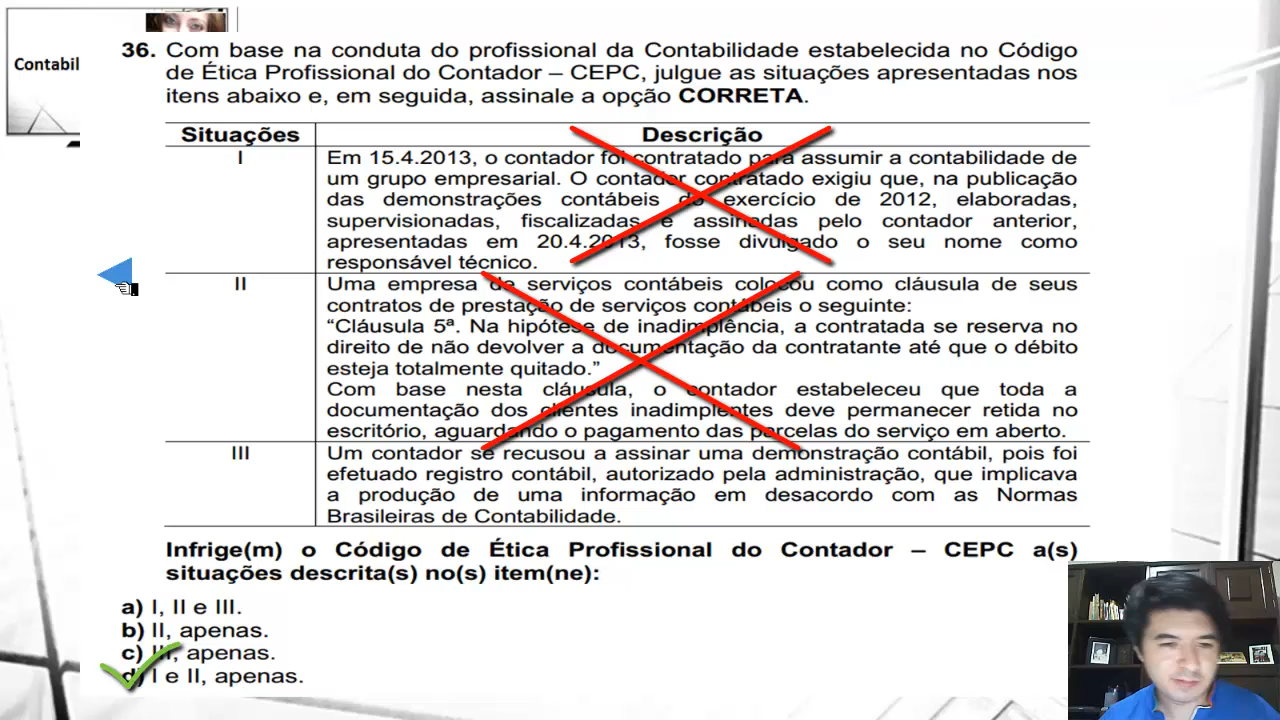 Contabil
36. Com base na conduta do profissional da Contabilidade estabelecida no Código
de Ética Profissional do Contador – CEPC, julgue as situações apresentadas nos
itens abaixo e, em seguida, assinale a opção CORRETA.
Situações Descrição
I Em 15.4.2013, o contador foi contratado para assumir a contabilidade de
um grupo empresarial. O contador contratado exigiu que, na publicação
das demonstrações contábeis do exercício de 2012, elaboradas,
supervisionadas, fiscalizadas e assinadas pelo contador anterior,
apresentadas em 20.4.2013, fosse divulgado o seu nome como
responsável técnico.
II Uma empresa de serviços contábeis colocou como cláusula de seus
contratos de prestação de serviços contábeis o seguinte:
“Cláusula 5ª. Na hipótese de inadimplência, a contratada se reserva no
direito de não devolver a documentação da contratante até que o débito
esteja totalmente quitado.”
Com base nesta cláusula, o contador estabeleceu que toda a
documentação dos clientes inadimplentes deve permanecer retida no
escritório, aguardando o pagamento das parcelas do serviço em aberto.
III Um contador se recusou a assinar uma demonstração contábil, pois foi
efetuado registro contábil, autorizado pela administração, que implicava
a produção de uma informação em desacordo com as Normas
Brasileiras de Contabilidade.
Infrige(m) o Código de Ética Profissional do Contador – CEPC a(s)
situações descrita(s) no(s) item(ne):
a) I, II e III.
b) II, apenas.
c) III, apenas.
d) I e II, apenas.